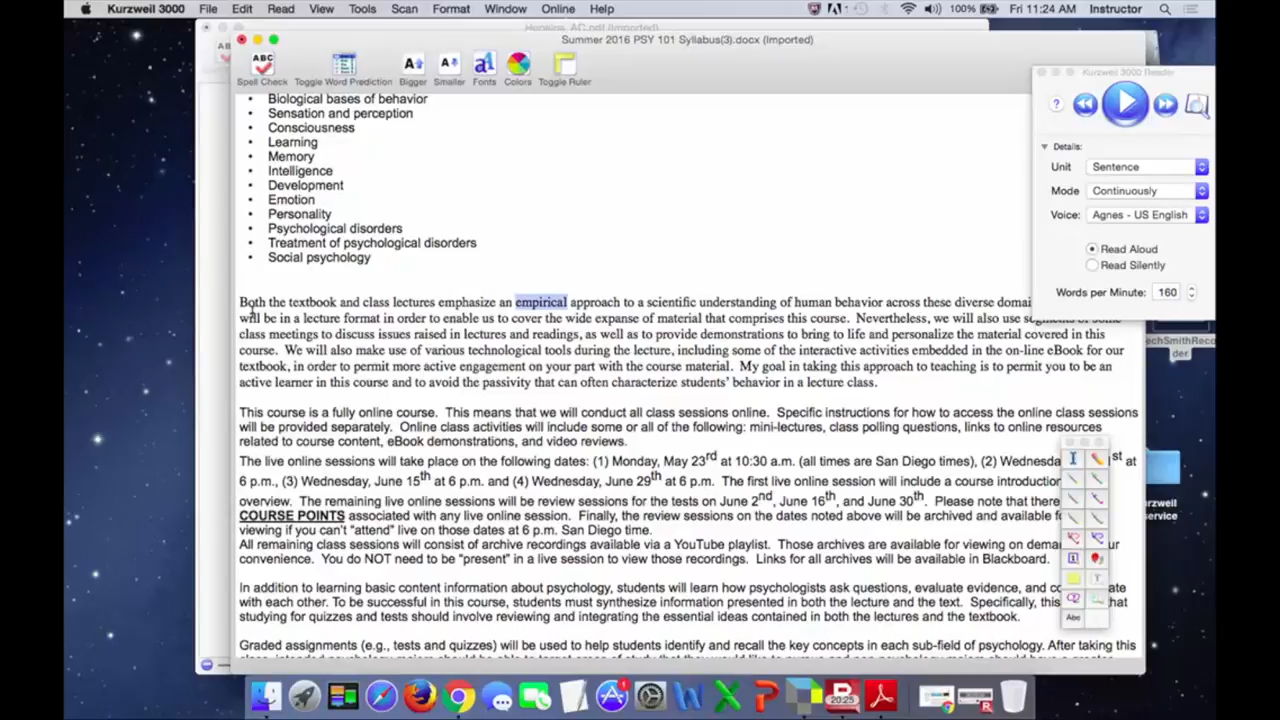 Kurzweil 3000 File Edit Read View Tools Scan Format Window Online Help 100% Fri 11:24 AM Instructor
Hopkins, AC.pdf (Imported)
Summer 2016 PSY 101 Syllabus(3).docx (Imported)
Spell Check Toggle Word Prediction Bigger Smaller Fonts Colors Toggle Ruler
Kurzweil 3000 Reader
Details:
Unit Sentence
Mode Continuously
Voice: Agnes - US English
Read Aloud
Read Silently
Words per Minute: 160
• Biological bases of behavior
• Sensation and perception
• Consciousness
• Learning
• Memory
• Intelligence
• Development
• Emotion
• Personality
• Psychological disorders
• Treatment of psychological disorders
• Social psychology
Both the textbook and class lectures emphasize an empirical approach to a scientific understanding of human behavior across these diverse domai
will be in a lecture format in order to enable us to cover the wide expanse of material that comprises this course. Nevertheless, we will also use segments of some
class meetings to discuss issues raised in lectures and readings, as well as to provide demonstrations to bring to life and personalize the material covered in this
course. We will also make use of various technological tools during the lecture, including some of the interactive activities embedded in the on-line eBook for our
textbook, in order to permit more active engagement on your part with the course material. My goal in taking this approach to teaching is to permit you to be an
active learner in this course and to avoid the passivity that can often characterize students' behavior in a lecture class.
This course is a fully online course. This means that we will conduct all class sessions online. Specific instructions for how to access the online class sessions
will be provided separately. Online class activities will include some or all of the following: mini-lectures, class polling questions, links to online resources
related to course content, eBook demonstrations, and video reviews.
The live online sessions will take place on the following dates: (1) Monday, May 23rd at 10:30 a.m. (all times are San Diego times), (2) Wednesda st at
6 p.m., (3) Wednesday, June 15th at 6 p.m. and (4) Wednesday, June 29th at 6 p.m. The first live online session will include a course introduction
overview. The remaining live online sessions will be review sessions for the tests on June 2nd, June 16th, and June 30th. Please note that there
COURSE POINTS associated with any live online session. Finally, the review sessions on the dates noted above will be archived and available fo
viewing if you can't "attend" live on those dates at 6 p.m. San Diego time.
All remaining class sessions will consist of archive recordings available via a YouTube playlist. Those archives are available for viewing on deman ur
convenience. You do NOT need to be "present" in a live session to view those recordings. Links for all archives will be available in Blackboard.
In addition to learning basic content information about psychology, students will learn how psychologists ask questions, evaluate evidence, and co ate
with each other. To be successful in this course, students must synthesize information presented in both the lecture and the text. Specifically, this that
studying for quizzes and tests should involve reviewing and integrating the essential ideas contained in both the lectures and the textbook.
Graded assignments (e.g., tests and quizzes) will be used to help students identify and recall the key concepts in each sub-field of psychology. After taking this
echSmithReco
der
rzweil
service
Abc
20:25